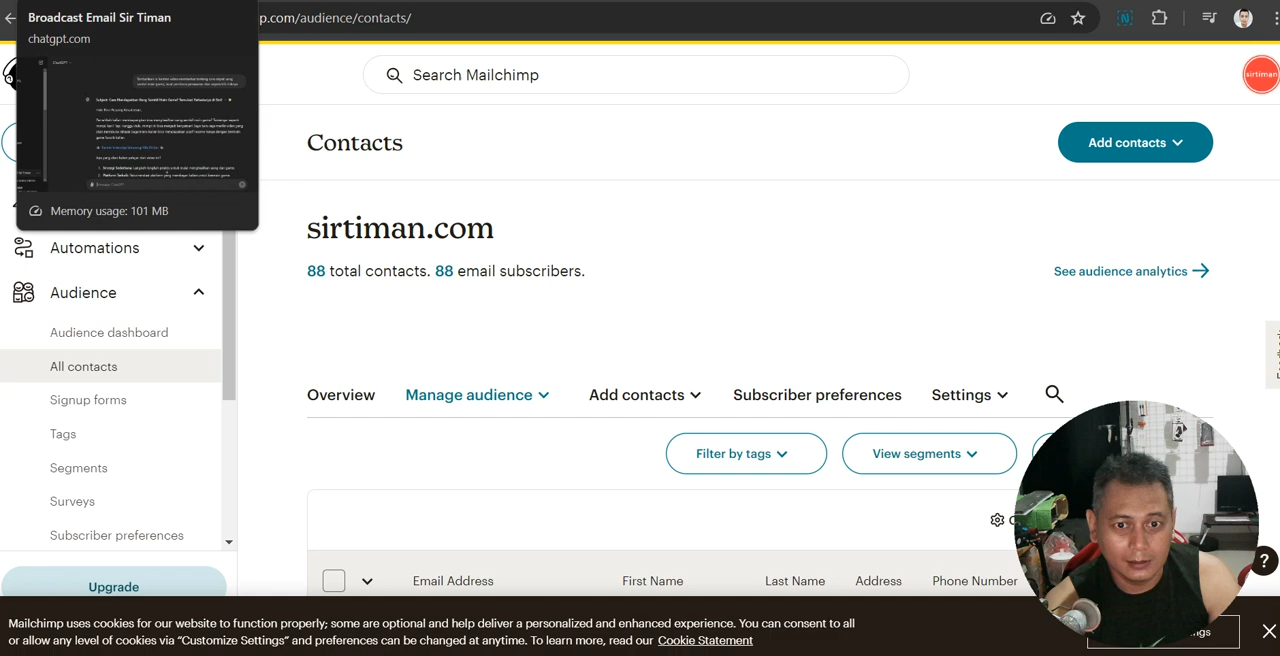 Broadcast Email Sir Timan
chatgpt.com
p.com/audience/contacts/
Memory usage: 101 MB
Search Mailchimp
sirtiman
Contacts
Add contacts
sirtiman.com
88 total contacts. 88 email subscribers.
See audience analytics
Automations
Audience
Audience dashboard
All contacts
Signup forms
Tags
Segments
Surveys
Subscriber preferences
Upgrade
Overview
Manage audience
Add contacts
Subscriber preferences
Settings
Filter by tags
View segments
Email Address
First Name
Last Name
Address
Phone Number
?
Mailchimp uses cookies for our website to function properly; some are optional and help deliver a personalized and enhanced experience. You can consent to all
or allow any level of cookies via “Customize Settings” and preferences can be changed at anytime. To learn more, read our Cookie Statement